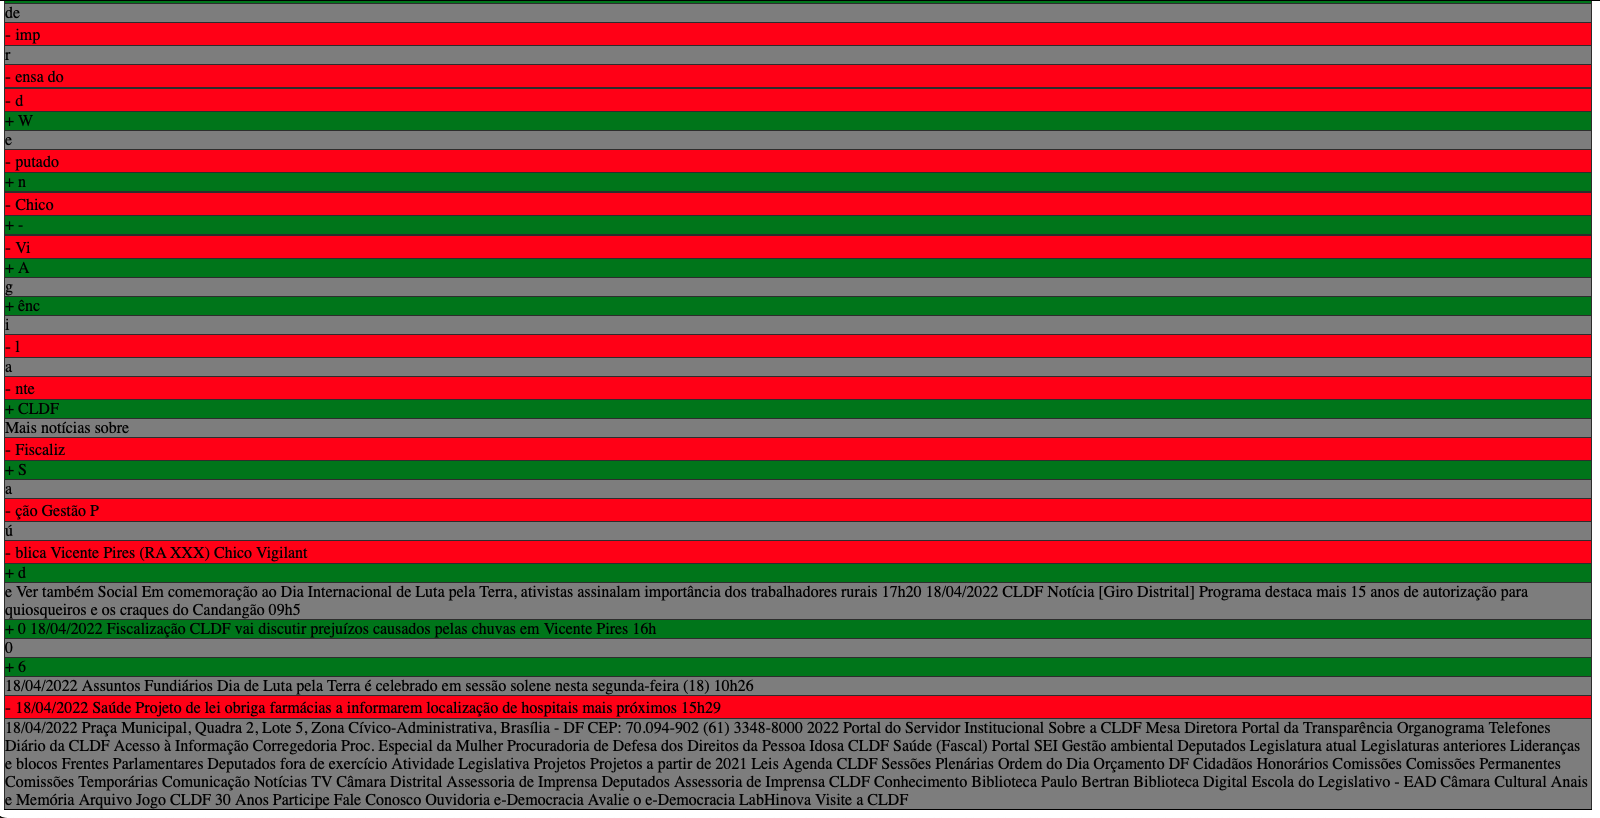 de
- imp
r
- ensa do
- d
+ W
e
- putado
+ n
- Chico
+ -
- Vi
+ A
g
+ ênc
i
- l
a
- nte
+ CLDF
Mais notícias sobre
- Fiscaliz
+ S
a
- ção Gestão P
ú
- blica Vicente Pires (RA XXX) Chico Vigilant
+ d
e Ver também Social Em comemoração ao Dia Internacional de Luta pela Terra, ativistas assinalam importância dos trabalhadores rurais 17h20 18/04/2022 CLDF Notícia [Giro Distrital] Programa destaca mais 15 anos de autorização para
quiosqueiros e os craques do Candangão 09h5
+ 0 18/04/2022 Fiscalização CLDF vai discutir prejuízos causados pelas chuvas em Vicente Pires 16h
0
+ 6
18/04/2022 Assuntos Fundiários Dia de Luta pela Terra é celebrado em sessão solene nesta segunda-feira (18) 10h26
- 18/04/2022 Saúde Projeto de lei obriga farmácias a informarem localização de hospitais mais próximos 15h29
18/04/2022 Praça Municipal, Quadra 2, Lote 5, Zona Cívico-Administrativa, Brasília - DF CEP: 70.094-902 (61) 3348-8000 2022 Portal do Servidor Institucional Sobre a CLDF Mesa Diretora Portal da Transparência Organograma Telefones
Diário da CLDF Acesso à Informação Corregedoria Proc. Especial da Mulher Procuradoria de Defesa dos Direitos da Pessoa Idosa CLDF Saúde (Fascal) Portal SEI Gestão ambiental Deputados Legislatura atual Legislaturas anteriores Lideranças
e blocos Frentes Parlamentares Deputados fora de exercício Atividade Legislativa Projetos Projetos a partir de 2021 Leis Agenda CLDF Sessões Plenárias Ordem do Dia Orçamento DF Cidadãos Honorários Comissões Comissões Permanentes
Comissões Temporárias Comunicação Notícias TV Câmara Distrital Assessoria de Imprensa Deputados Assessoria de Imprensa CLDF Conhecimento Biblioteca Paulo Bertran Biblioteca Digital Escola do Legislativo - EAD Câmara Cultural Anais
e Memória Arquivo Jogo CLDF 30 Anos Participe Fale Conosco Ouvidoria e-Democracia Avalie o e-Democracia LabHinova Visite a CLDF